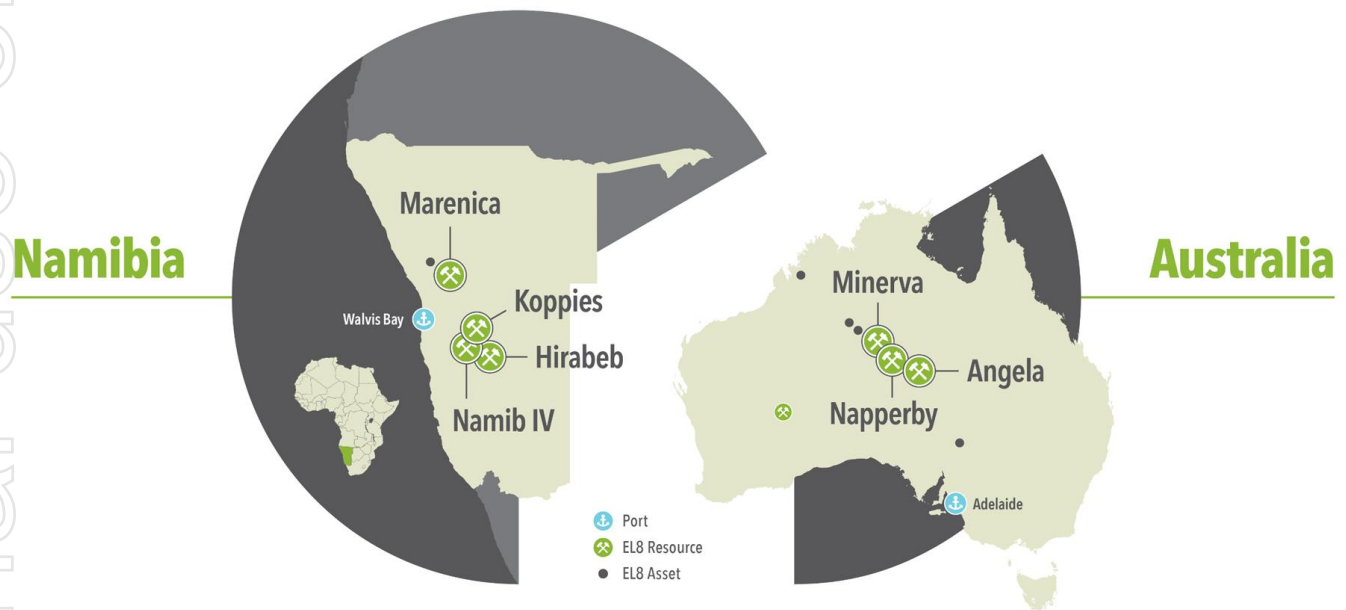 Namibia
Marenica
Koppies
Walvis Bay
Hirabeb
Namib IV
Australia
Minerva
Angela
Napperby
Adelaide
Port
EL8 Resource
EL8 Asset